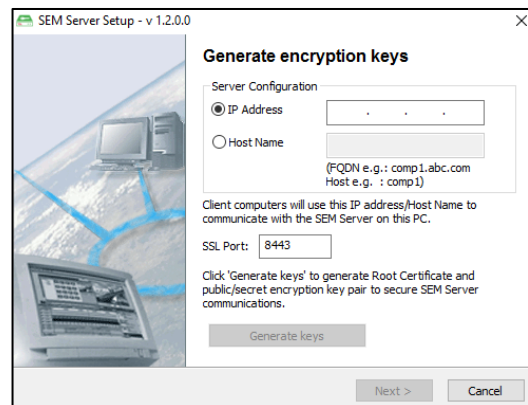 SEM Server Setup - v 1.2.0.0
Generate encryption keys
Server Configuration
IP Address
. . .
Host Name
(FQDN e.g.: comp1.abc.com
Host e.g. : comp1)
Client computers will use this IP address/Host Name to
communicate with the SEM Server on this PC.
SSL Port: 8443
Click 'Generate keys' to generate Root Certificate and
public/secret encryption key pair to secure SEM Server
communications.
Generate keys
Next > Cancel